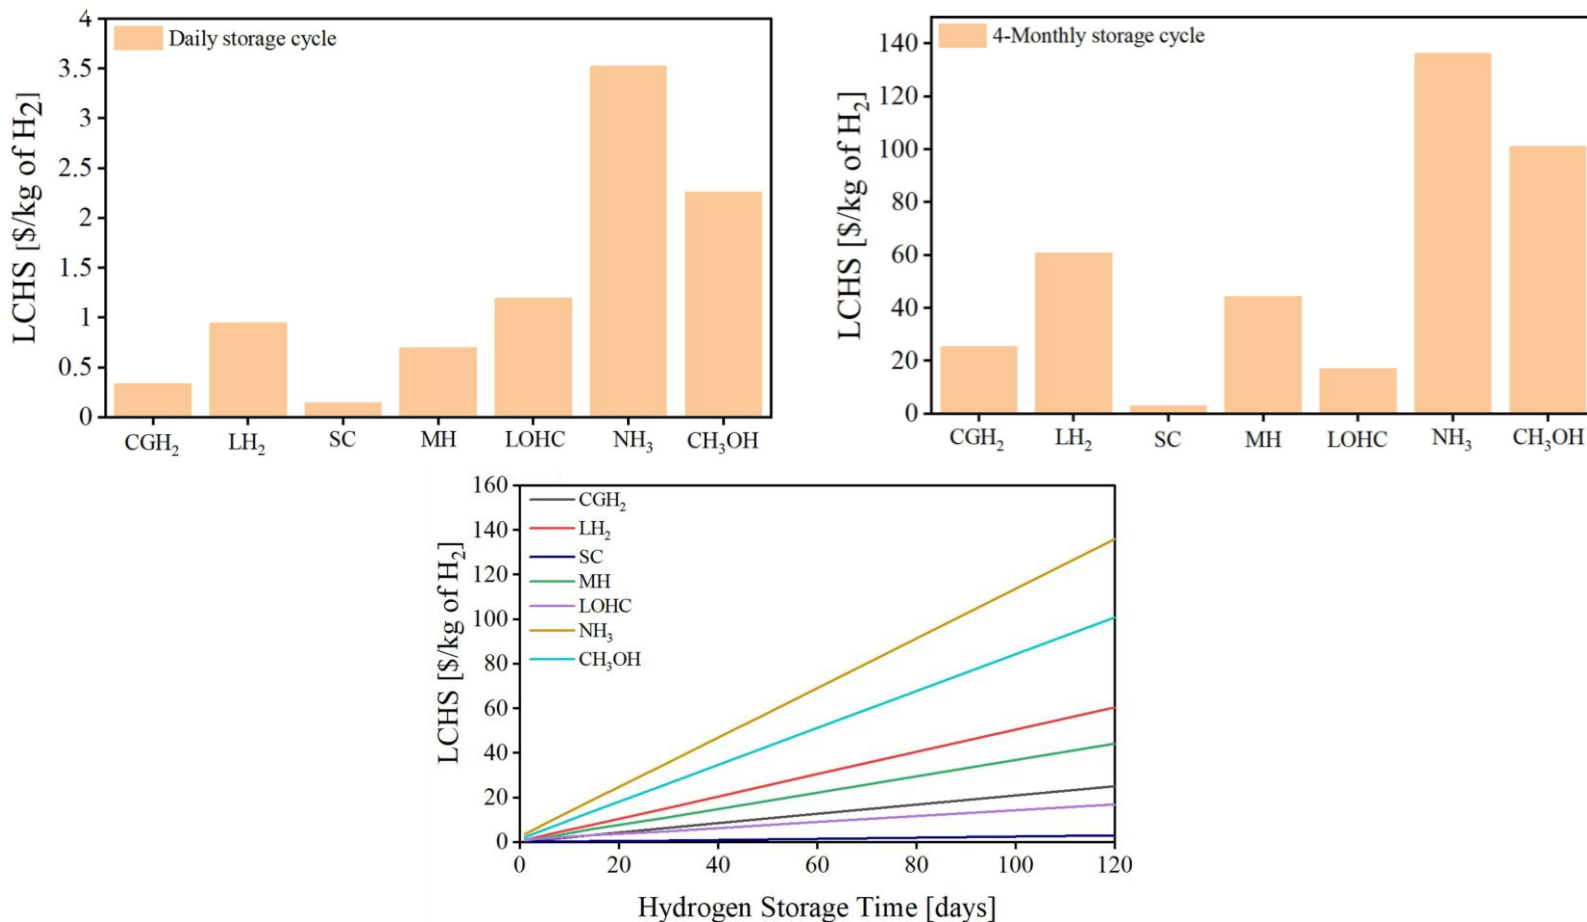 LCHS [$/kg of H2]
4
3.5
3
2.5
2
1.5
1
0.5
0
Daily storage cycle
CGH₂ LH₂ SC MH LOHC NH₃ CH₃OH
LCHS [$/kg of H₂]
140
120
100
80
60
40
20
0
4-Monthly storage cycle
CGH₂ LH₂ SC MH LOHC NH₃ CH₃OH
LCHS [$/kg of H₂]
160
140
120
100
80
60
40
20
0
CGH₂
LH₂
SC
MH
LOHC
NH₃
CH₃OH
0 20 40 60 80 100 120
Hydrogen Storage Time [days]